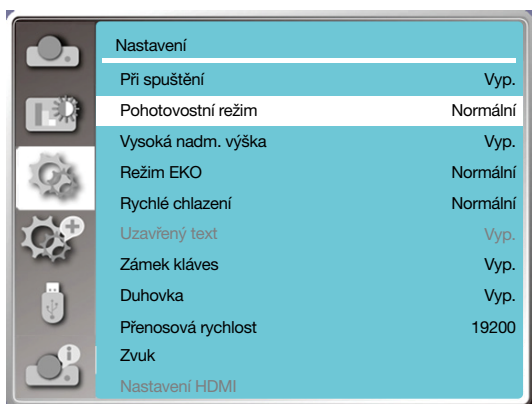 Nastavení
Při spuštění Vyp.
Pohotovostní režim Normální
Vysoká nadm. výška Vyp.
Režim EKO Normální
Rychlé chlazení Normální
Uzavřený text Vyp.
Zámek kláves Vyp.
Duhovka Vyp.
Přenosová rychlost 19200
Zvuk
Nastavení HDMI